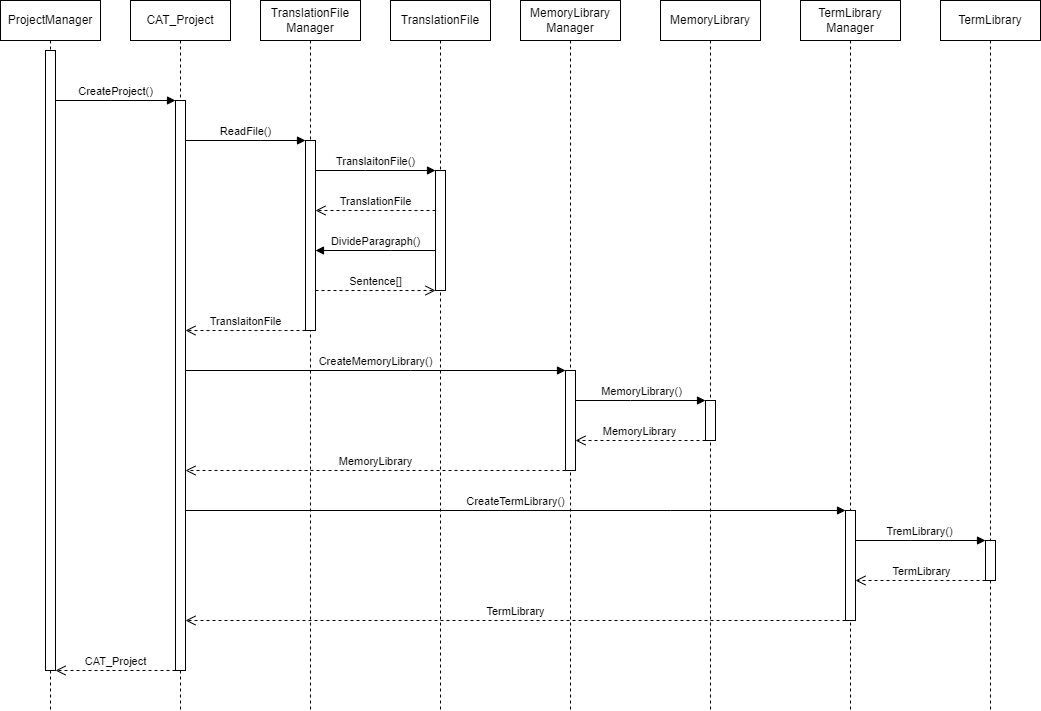 ProjectManager
CAT_Project
TranslationFile
Manager
TranslationFile
MemoryLibrary
Manager
MemoryLibrary
TermLibrary
Manager
TermLibrary
CreateProject()
ReadFile()
TranslaitonFile()
TranslationFile
DivideParagraph()
Sentence[]
TranslaitonFile
CreateMemoryLibrary()
MemoryLibrary()
MemoryLibrary
MemoryLibrary
CreateTermLibrary()
TremLibrary()
TermLibrary
TermLibrary
CAT_Project